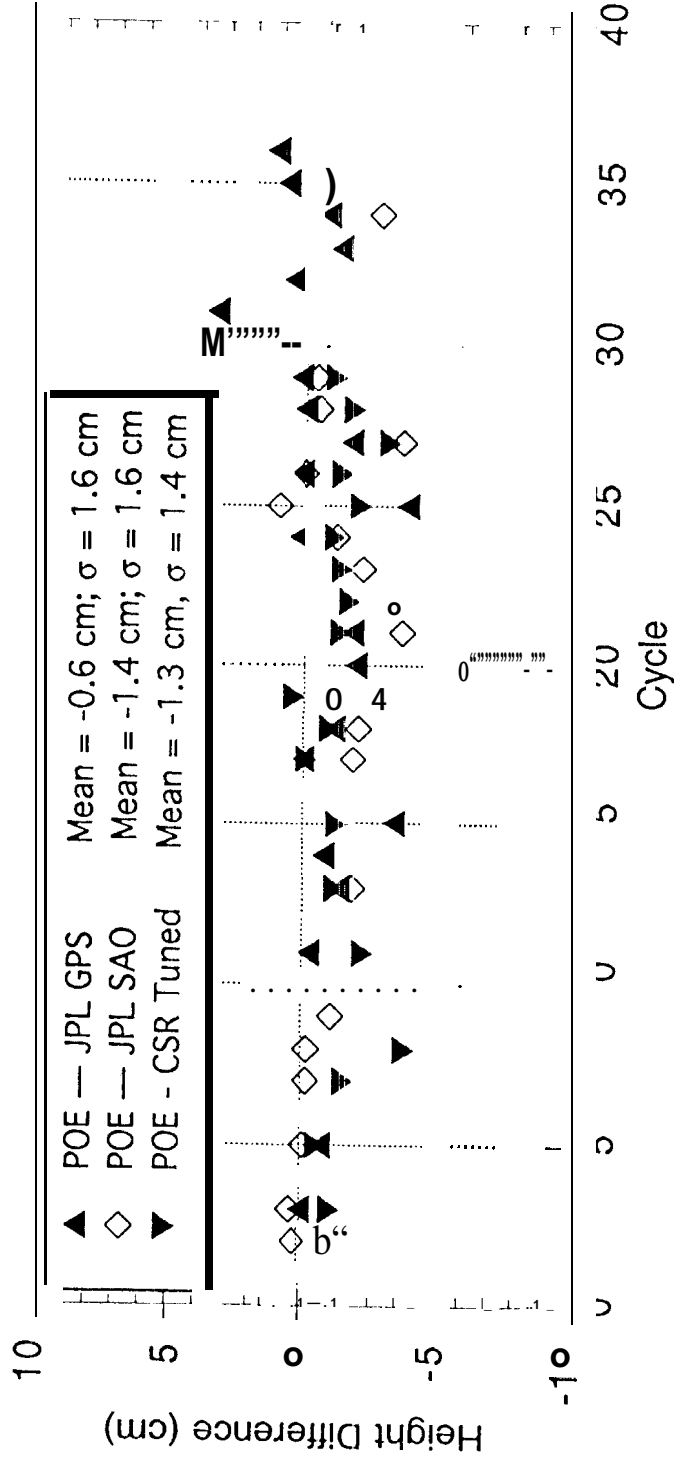 POE — JPL GPS Mean = -0.6 cm; σ = 1.6 cm
POE — JPL SAO Mean = -1.4 cm; σ = 1.6 cm
POE - CSR Tuned Mean = -1.3 cm, σ = 1.4 cm
Height Difference (cm)
10
5
o
-5
-1o
5 20 25 30 35 40
Cycle